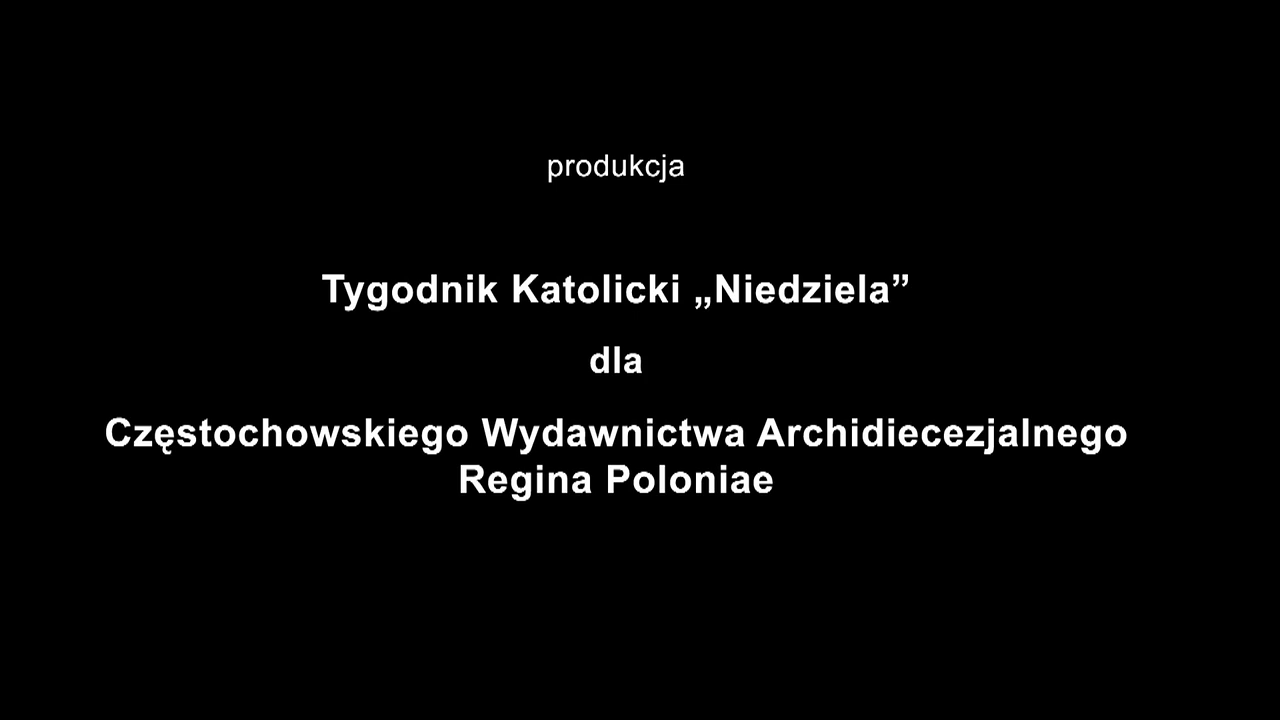 produkcja
Tygodnik Katolicki „Niedziela”
dla
Częstochowskiego Wydawnictwa Archidiecezjalnego
Regina Poloniae